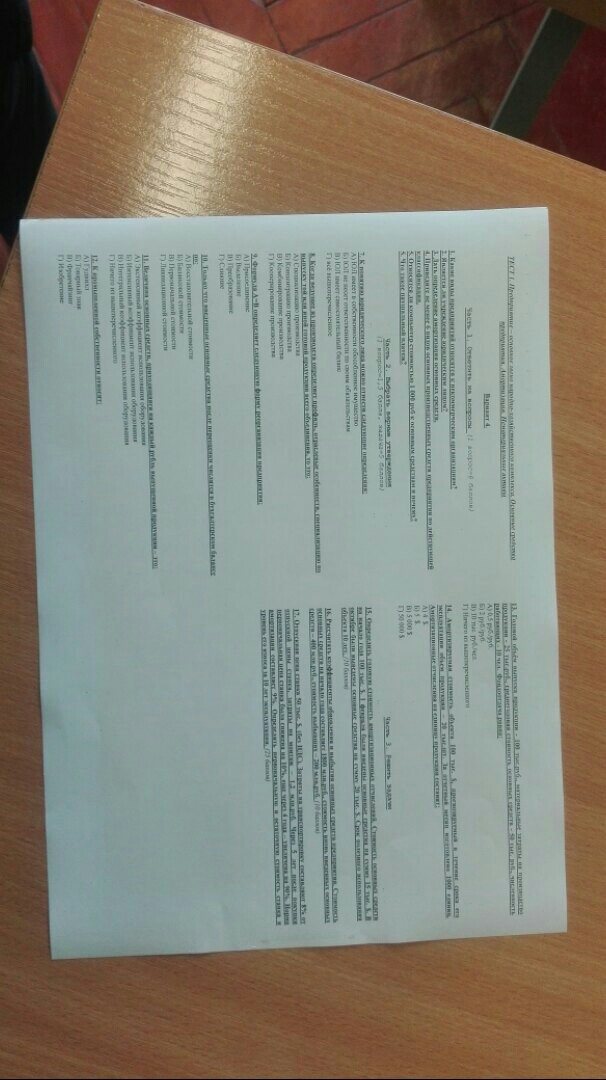 ТЕСТ 1. Предприятие – основное звено народно-хозяйственного комплекса. Основные средства
предприятия. Амортизация. Нематериальные активы
Вариант 4.
Часть 1. Ответить на вопросы (1 вопрос=6 баллов)
1. Какие виды предприятий относятся к некоммерческим организациям?
2. Является ли учреждение юридическим лицом?
3. Дать определение амортизации основных средств.
4. Приведите не менее 6 видов основных производственных средств предприятия по действующей
классификации.
5. Относится ли компьютер стоимостью 1 000 руб к основным средствам и почему?
5. Что такое паушальный платеж?
Часть 2. Выбрать верные утверждение
(1 вопрос=1,5 балла, задача=5 баллов)
7. К понятию юридического лица можно отнести следующие определения:
А) ЮЛ имеет в собственности обособленное имущество
Б) ЮЛ не несет ответственности по своим обязательствам
В) ЮЛ имеет самостоятельный баланс
Г) всё вышеперечисленное
8. Когда ведущее из производств определяет профиль, отраслевые особенности, специализацию по
выпуску той или иной готовой продукции всего объединения, то это:
А) Специализацию производства
Б) Концентрацию производства
В) Комбинирование производства
Г) Кооперирование производства
9. Формула А=В определяет следующую форму реорганизации предприятия:
А) Присоединение
Б) Выделение
В) Преобразование
Г) Слияние
10. Только что введенные основные средства после переоценки числятся в бухгалтерском балансе
по:
А) Восстановительной стоимости
Б) Балансовой стоимости
В) Первоначальной стоимости
Г) Ликвидационной стоимости
11. Величина основных средств, приходящаяся на каждый рубль выпущенной продукции – это:
А) Экстенсивный коэффициент использования оборудования
Б) Интенсивный коэффициент использования оборудования
В) Интегральный коэффициент использования оборудования
Г) Ничего из вышеперечисленного
12. К промышленной собственности относят:
А) Гудвилл
Б) Товарный знак
В) Франчайзинг
Г) Изобретение
13. Годовой объём выпуска продукции - 100 тыс.руб., материальные затраты на производство
продукции - 25 тыс.руб., среднегодовая стоимость основных средств - 50 тыс. руб., численность
работающих - 10 чел. Фондоотдача равна:
А) 0,5 руб./руб.
Б) 2 руб./руб.
В) 10 тыс. руб./чел.
Г) Ничего из вышеперечисленного
14. Амортизируемая стоимость объекта 100 тыс. $, прогнозируемый в течение срока его
эксплуатации объем продукции – 20 тыс.шт. За отчетный месяц изготовлено 1000 единиц.
Амортизационные отчисления на единицу продукции составят:
А) 4 $
Б) 5 $
В) 5 000 $
Г) 50 000 $
Часть 3. Решить задачи
15. Определить годовую стоимость амортизационных отчислений. Стоимость основных средств
на начало года 100 тыс. $. 1 февраля были введены основные средства на сумму 15 тыс. $. В
октябре были выведены основные средства на сумму 20 тыс. $. Срок полезного использования
объекта 10 лет. (10 баллов)
16. Рассчитать коэффициенты обновления и выбытия основных средств предприятия. Стоимость
основных средств на начало года составляет 1800 млн.руб., стоимость вновь введенных основных
средств – 400 млн.руб., стоимость выбывших – 200 млн.руб. (10 баллов)
17. Отпускная цена станка 50 тыс. $. (без НДС). Затраты на транспортировку составляют 8% от
отпускной цены станка, затраты на монтаж – 1,2 млн.руб. Через 5 лет после покупки
первоначальная цена станка была снижена на 10%, еще через 4 года – увеличена на 90%. Норма
амортизации составляет 9%. Определить первоначальную и остаточную стоимость станка и
уровень его износа за 10 лет эксплуатации. (25 баллов)